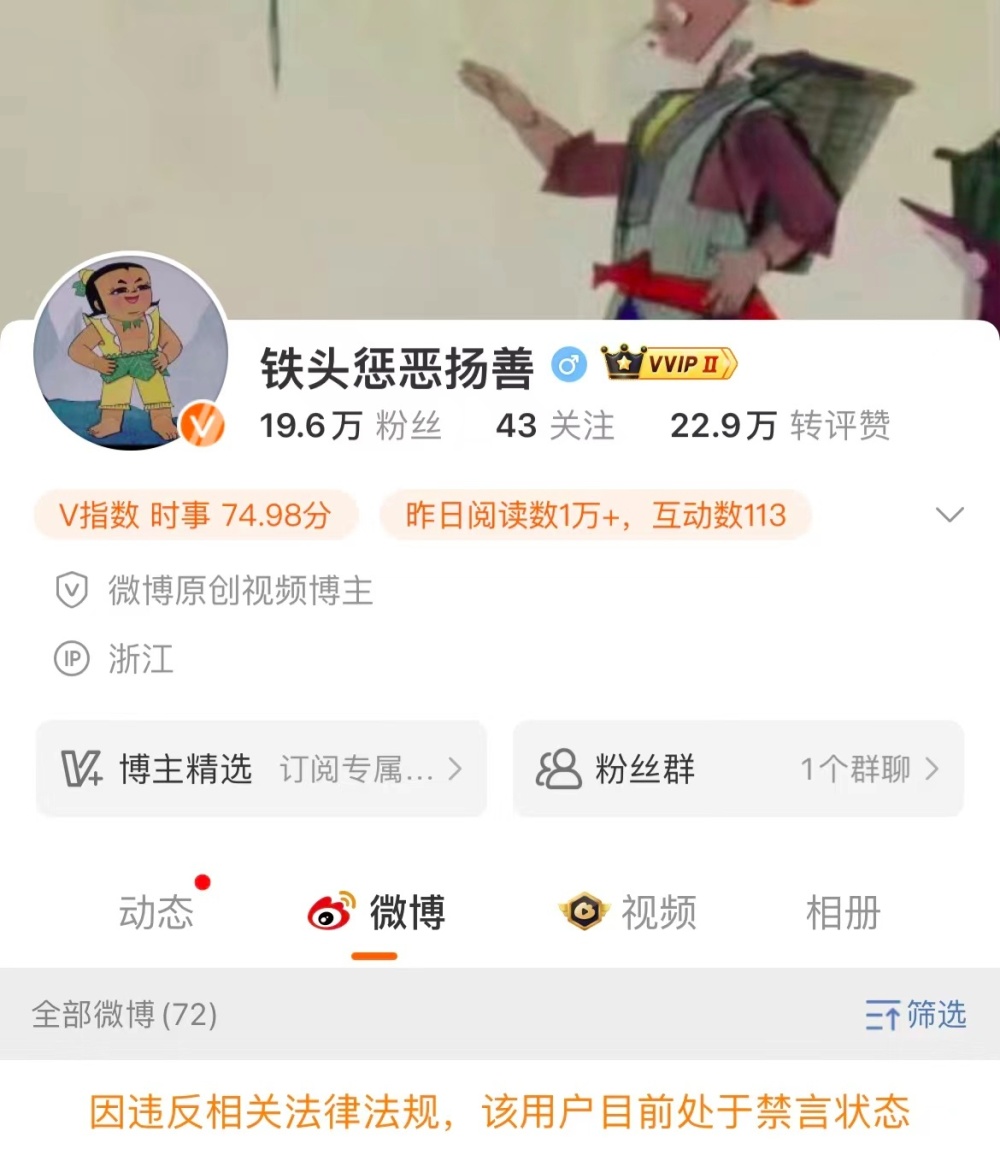 铁头惩恶扬善 VVIP II
19.6万 粉丝 43 关注 22.9万 转评赞
V指数 时事 74.98分 昨日阅读数1万+，互动数113
微博原创视频博主
IP 浙江
V+ 博主精选 订阅专属... 粉丝群 1个群聊
动态 微博 视频 相册
全部微博(72) 筛选
因违反相关法律法规，该用户目前处于禁言状态